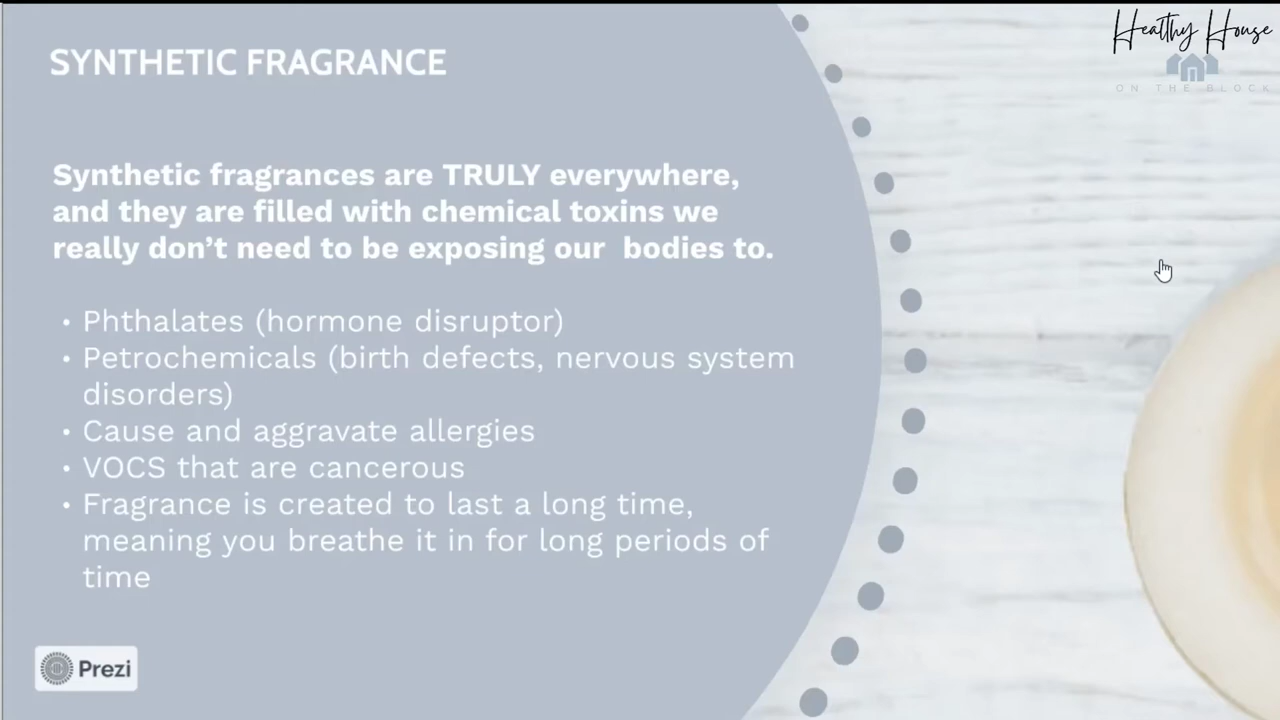 Healthy House
ON THE BLOCK
SYNTHETIC FRAGRANCE
Synthetic fragrances are TRULY everywhere,
and they are filled with chemical toxins we
really don’t need to be exposing our  bodies to.
• Phthalates (hormone disruptor)
• Petrochemicals (birth defects, nervous system
disorders)
• Cause and aggravate allergies
• VOCS that are cancerous
• Fragrance is created to last a long time,
meaning you breathe it in for long periods of
time
Prezi